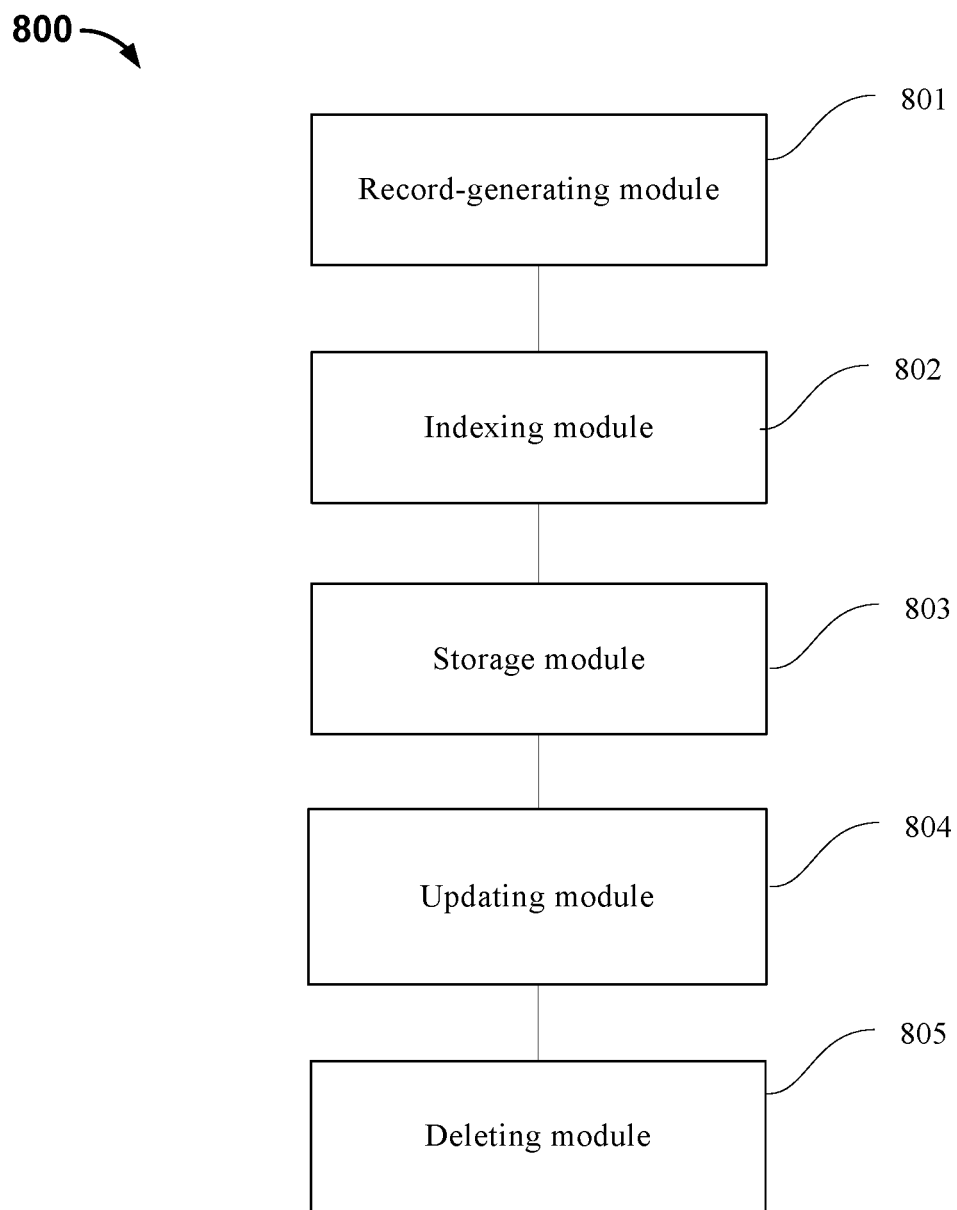 800
801
Record-generating module
802
Indexing module
803
Storage module
804
Updating module
805
Deleting module